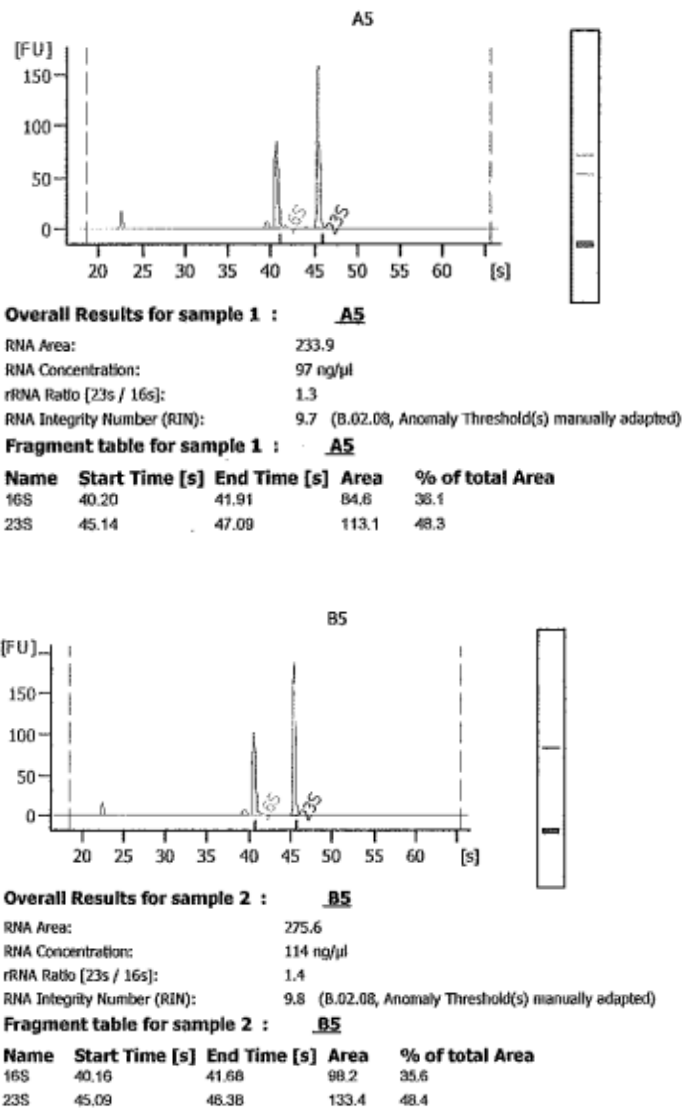 A5
[FU]
150
100
50
0
16S
23S
20 25 30 35 40 45 50 55 60 [s]
Overall Results for sample 1 : A5
RNA Area: 233.9
RNA Concentration: 97 ng/µl
rRNA Ratio [23s / 16s]: 1.3
RNA Integrity Number (RIN): 9.7 (B.02.08, Anomaly Threshold(s) manually adapted)
Fragment table for sample 1 : A5
Name Start Time [s] End Time [s] Area % of total Area
16S 40.20 41.91 84.6 36.1
23S 45.14 47.09 113.1 48.3
B5
[FU]
150
100
50
0
16S
23S
20 25 30 35 40 45 50 55 60 [s]
Overall Results for sample 2 : B5
RNA Area: 275.6
RNA Concentration: 114 ng/µl
rRNA Ratio [23s / 16s]: 1.4
RNA Integrity Number (RIN): 9.8 (B.02.08, Anomaly Threshold(s) manually adapted)
Fragment table for sample 2 : B5
Name Start Time [s] End Time [s] Area % of total Area
16S 40.16 41.68 98.2 35.6
23S 45.09 46.38 133.4 48.4